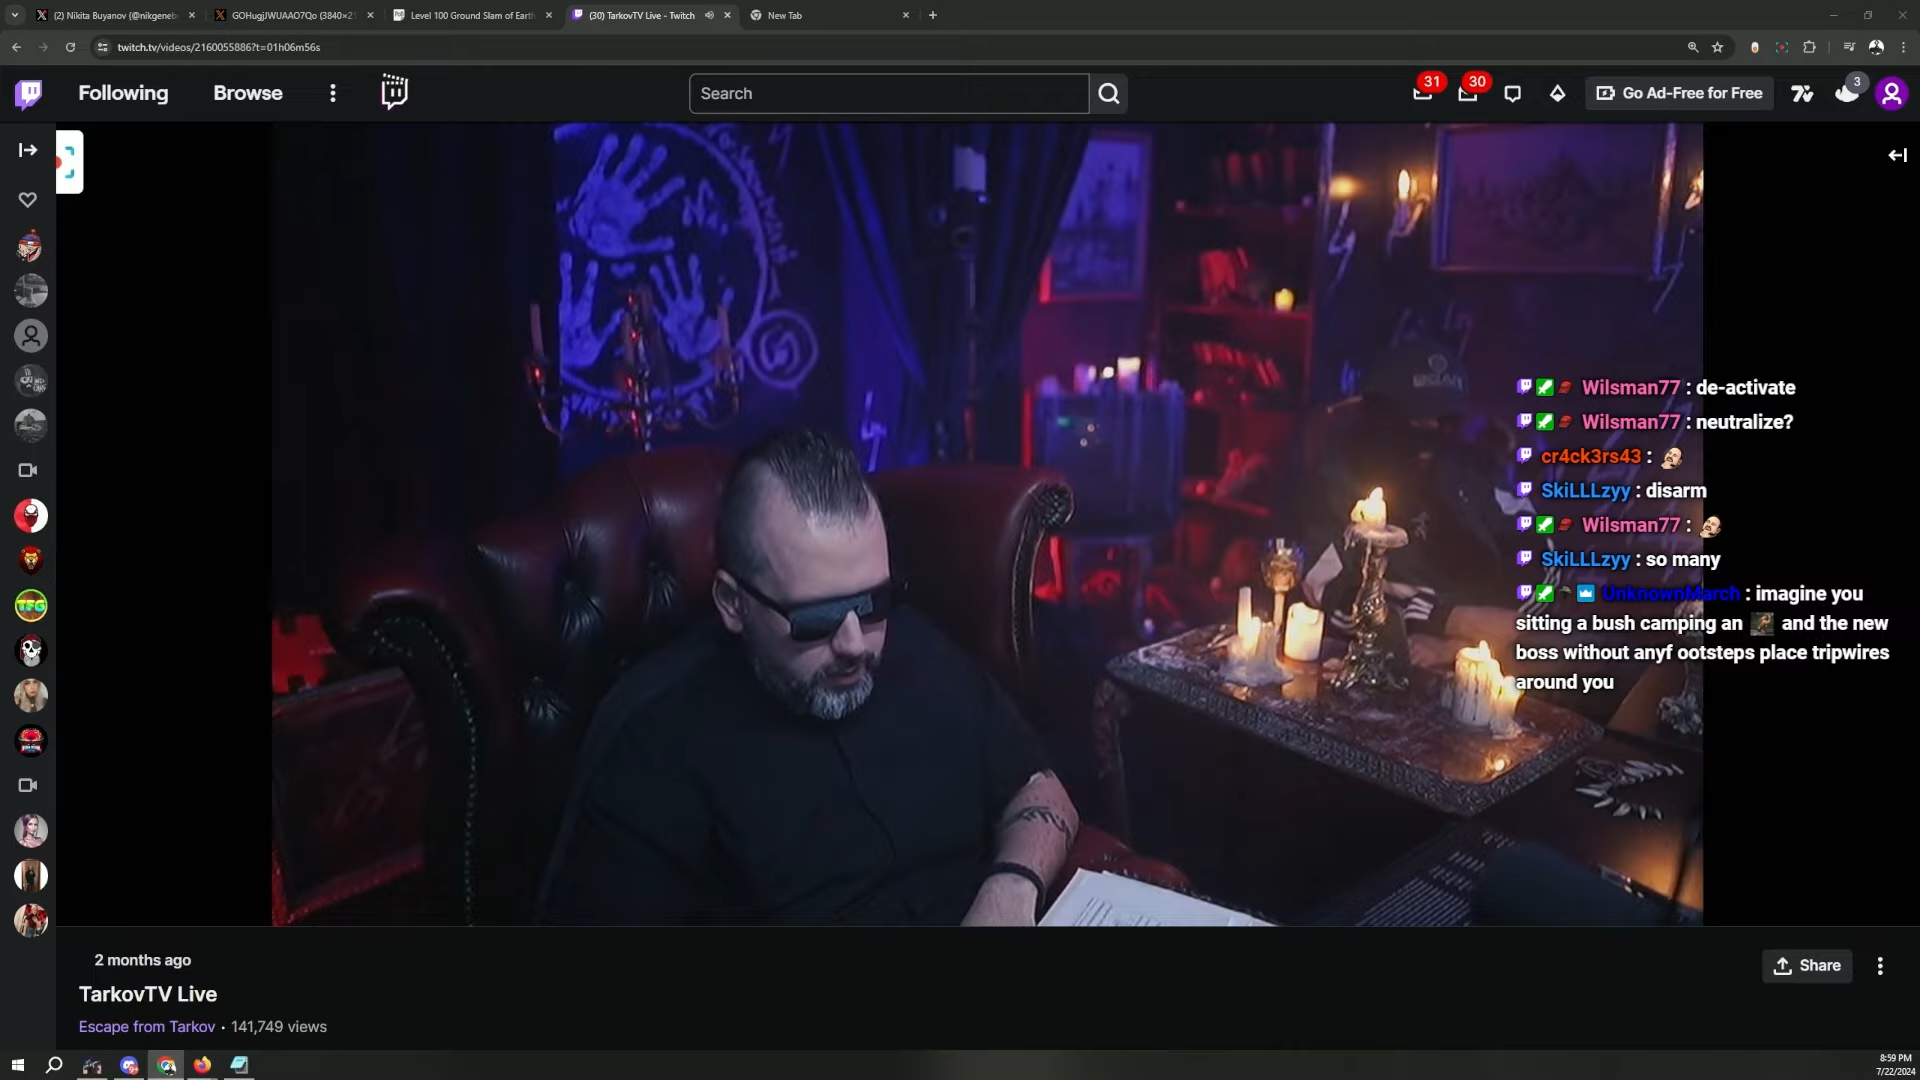 (2) Nikita Buyanov (@nikgeneb
GOHugjJWUAAO7Qo (3840×21
Level 100 Ground Slam of Earth
(30) TarkovTV Live - Twitch
New Tab
twitch.tv/videos/2160055886?t=01h06m56s
Following
Browse
Search
31
30
Go Ad-Free for Free
3
Wilsman77 : de-activate
Wilsman77 : neutralize?
cr4ck3rs43 :
SkiLLLzyy : disarm
Wilsman77 :
SkiLLLzyy : so many
UnknownMarch : imagine you
sitting a bush camping an and the new
boss without anyf ootsteps place tripwires
around you
TFG
2 months ago
Share
TarkovTV Live
Escape from Tarkov • 141,749 views
8:59 PM
7/22/2024